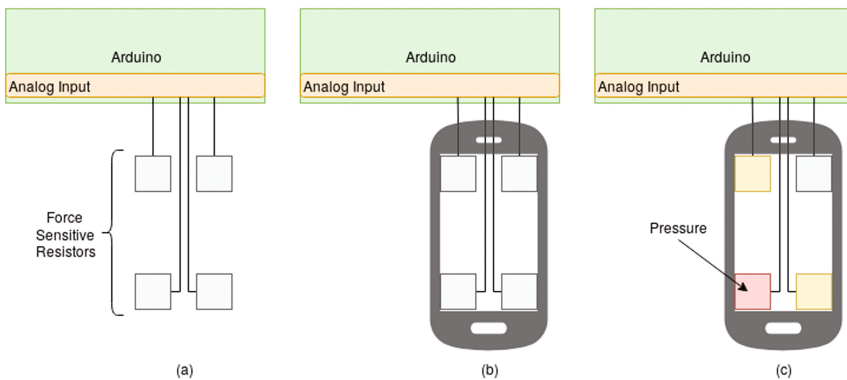 Arduino
Analog Input
Force
Sensitive
Resistors
(a)
Arduino
Analog Input
(b)
Arduino
Analog Input
Pressure
(c)